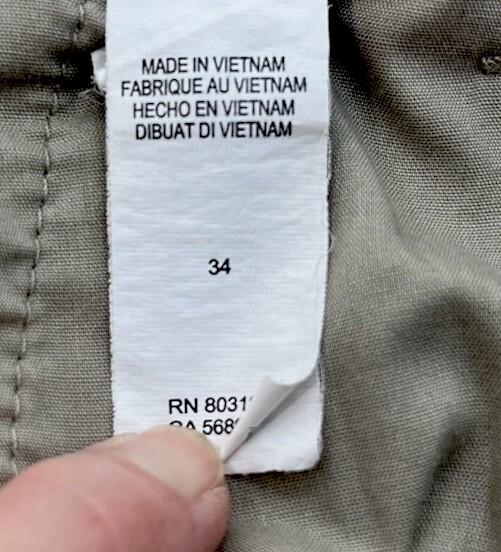 MADE IN VIETNAM
FABRIQUE AU VIETNAM
HECHO EN VIETNAM
DIBUAT DI VIETNAM
34
RN